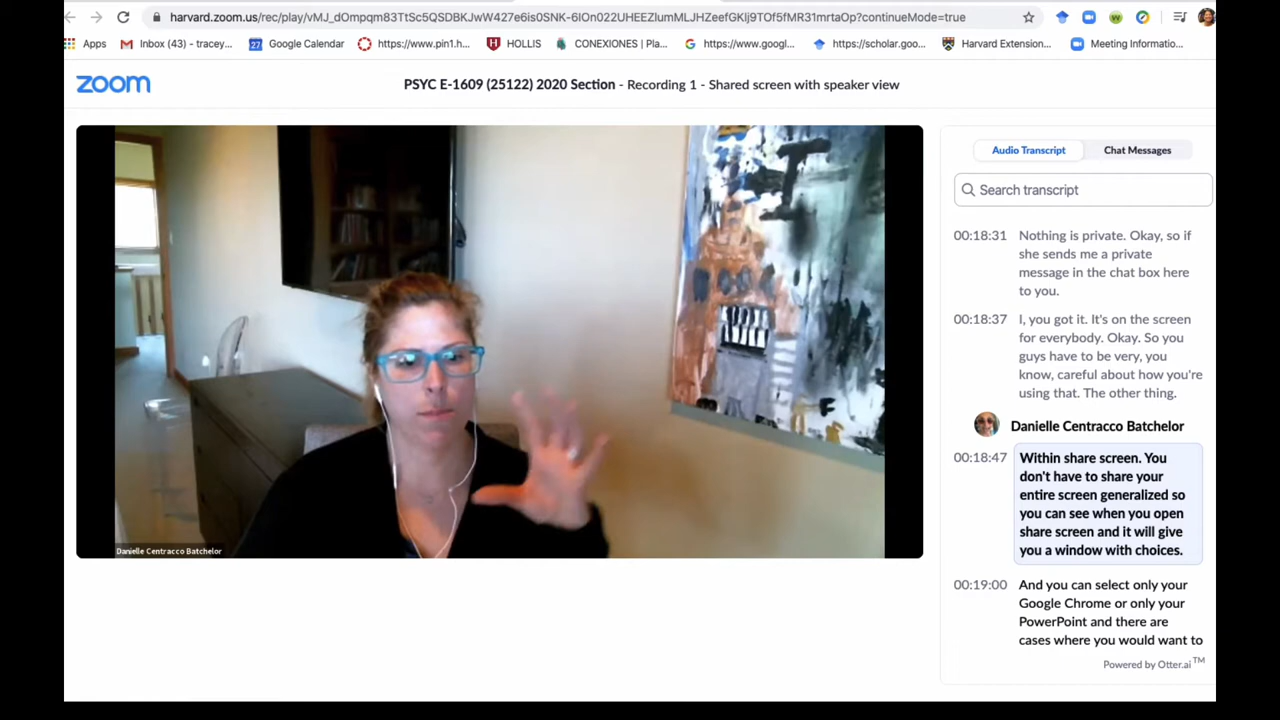 harvard.zoom.us/rec/play/vMJ_dOmpqm83TtSc5QSDBKJwW42Fe6is0SNK-6IOn022UHEEZlumMLJHZeefGKIj9TOf5fMR31mrtaOp?continueMode=true
Apps Inbox (43) - tracey... Google Calendar https://www.pin1.h... HOLLIS CONEXIONES | Pla... https://www.googl... https://scholar.goo... Harvard Extension... Meeting Informatio...
zoom
PSYC E-1609 (25122) 2020 Section - Recording 1 - Shared screen with speaker view
Danielle Centracco Batchelor
Audio Transcript Chat Messages
Search transcript
00:18:31 Nothing is private. Okay, so if
she sends me a private
message in the chat box here
to you.
00:18:37 I, you got it. It's on the screen
for everybody. Okay. So you
guys have to be very, you
know, careful about how you're
using that. The other thing.
Danielle Centracco Batchelor
00:18:47 Within share screen. You
don't have to share your
entire screen generalized so
you can see when you open
share screen and it will give
you a window with choices.
00:19:00 And you can select only your
Google Chrome or only your
PowerPoint and there are
cases where you would want to
Powered by Otter.ai™